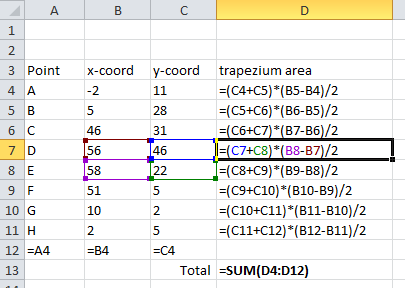 A B C D
1
2
3 Point x-coord y-coord trapezium area
4 A -2 11 =(C4+C5)*(B5-B4)/2
5 B 5 28 =(C5+C6)*(B6-B5)/2
6 C 46 31 =(C6+C7)*(B7-B6)/2
7 D 56 46 =(C7+C8)*(B8-B7)/2
8 E 58 22 =(C8+C9)*(B9-B8)/2
9 F 51 5 =(C9+C10)*(B10-B9)/2
10 G 10 2 =(C10+C11)*(B11-B10)/2
11 H 2 5 =(C11+C12)*(B12-B11)/2
12 =A4 =B4 =C4
13 Total =SUM(D4:D12)